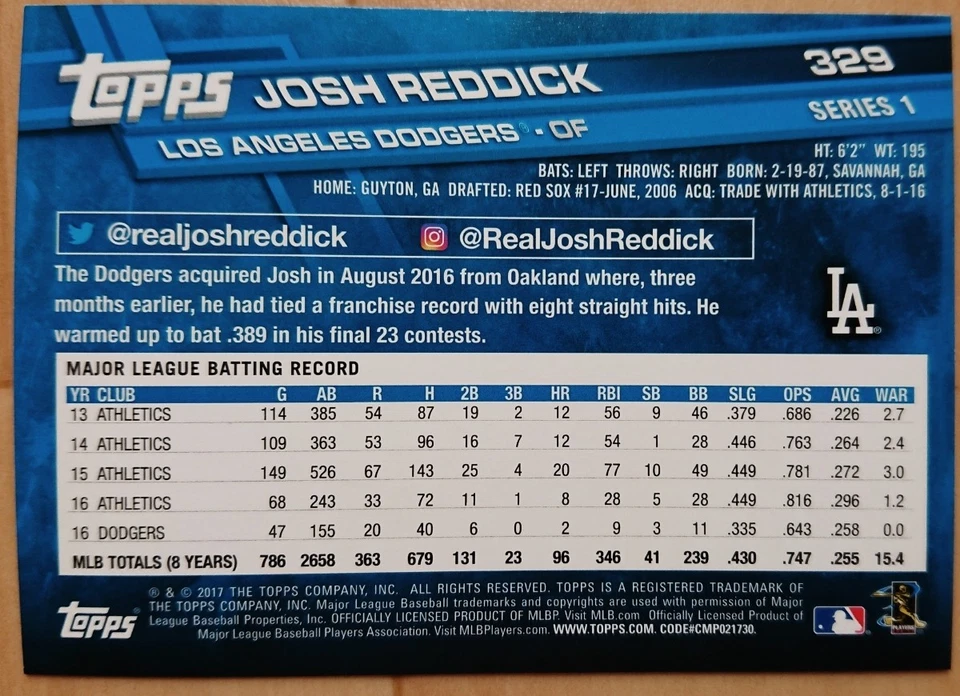 Topps JOSH REDDICK 329
LOS ANGELES DODGERS® - OF SERIES 1
HT: 6'2" WT: 195
BATS: LEFT THROWS: RIGHT BORN: 2-19-87, SAVANNAH, GA
HOME: GUYTON, GA DRAFTED: RED SOX #17-JUNE, 2006 ACQ: TRADE WITH ATHLETICS, 8-1-16
@realjoshreddick @RealJoshReddick
The Dodgers acquired Josh in August 2016 from Oakland where, three
months earlier, he had tied a franchise record with eight straight hits. He
warmed up to bat .389 in his final 23 contests.
LA®
MAJOR LEAGUE BATTING RECORD
YR CLUB G AB R H 2B 3B HR RBI SB BB SLG OPS AVG WAR
13 ATHLETICS 114 385 54 87 19 2 12 56 9 46 .379 .686 .226 2.7
14 ATHLETICS 109 363 53 96 16 7 12 54 1 28 .446 .763 .264 2.4
15 ATHLETICS 149 526 67 143 25 4 20 77 10 49 .449 .781 .272 3.0
16 ATHLETICS 68 243 33 72 11 1 8 28 5 28 .449 .816 .296 1.2
16 DODGERS 47 155 20 40 6 0 2 9 3 11 .335 .643 .258 0.0
MLB TOTALS (8 YEARS) 786 2658 363 679 131 23 96 346 41 239 .430 .747 .255 15.4
® & © 2017 THE TOPPS COMPANY, INC. ALL RIGHTS RESERVED. TOPPS IS A REGISTERED TRADEMARK OF
THE TOPPS COMPANY, INC. Major League Baseball trademarks and copyrights are used with permission of Major
League Baseball Properties, Inc. OFFICIALLY LICENSED PRODUCT OF MLBP. Visit MLB.com Officially Licensed Product of
Major League Baseball Players Association. Visit MLBPlayers.com. WWW.TOPPS.COM. CODE#CMP021730.
Topps®
PLAYERS